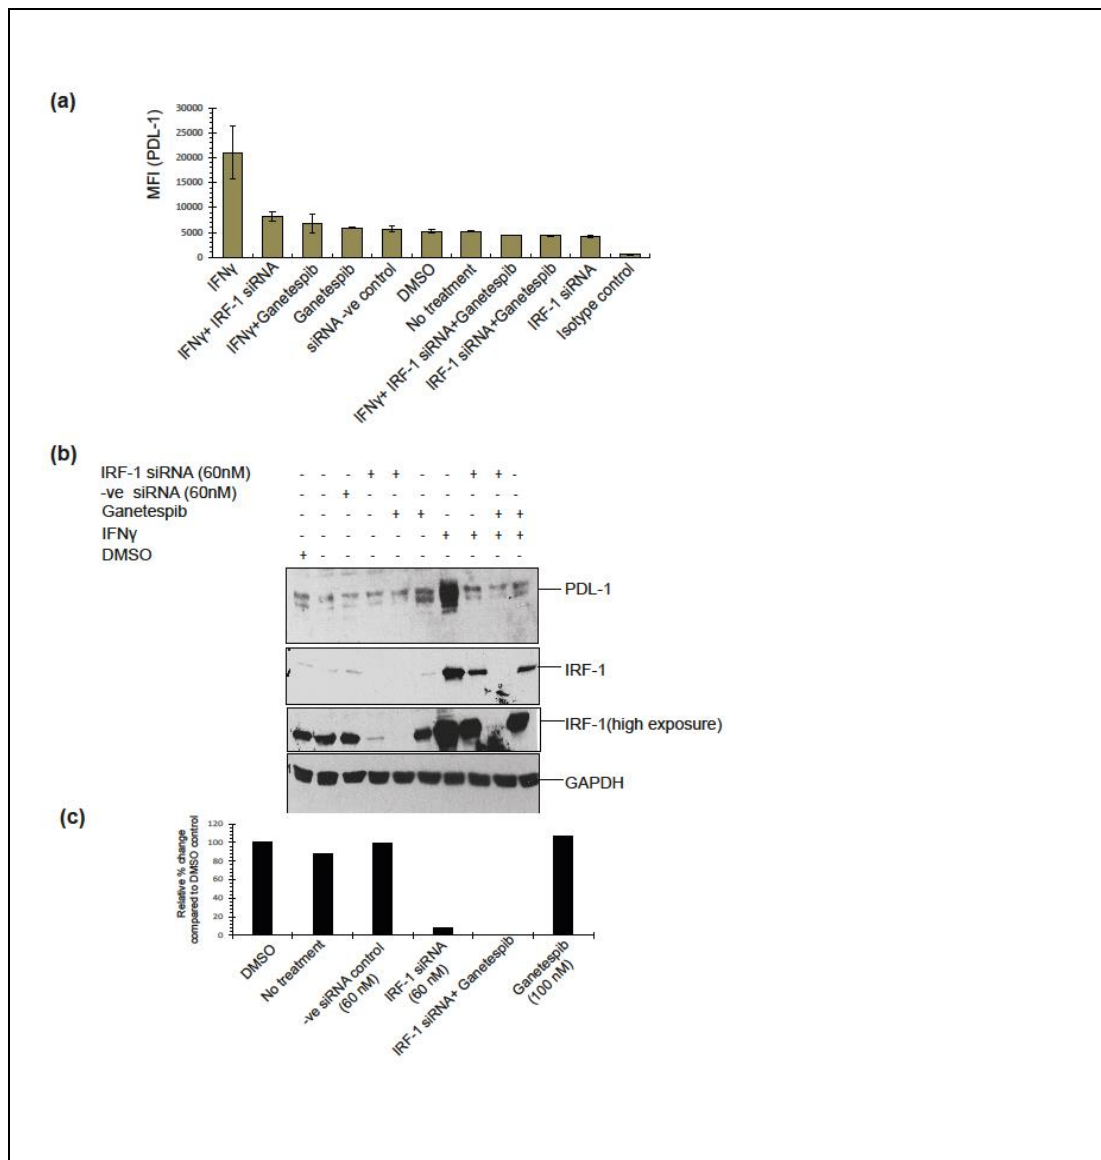 (a)
MFI (PDL-1)
30000
25000
20000
15000
10000
5000
0
IFNγ
IFNγ+ IRF-1 siRNA
IFNγ+Ganetespib
Ganetespib
siRNA -ve control
DMSO
No treatment
IFNγ+ IRF-1 siRNA+Ganetespib
IRF-1 siRNA+Ganetespib
IRF-1 siRNA
Isotype control
(b)
IRF-1 siRNA (60nM) - - - + + - - + + -
-ve siRNA (60nM) - - + - - - - - - -
Ganetespib - - - - + + - - + +
IFNγ - - - - - - + + + +
DMSO + - - - - - - - - -
PDL-1
IRF-1
IRF-1(high exposure)
GAPDH
(c)
Relative % change
compared to DMSO control
120
100
80
60
40
20
0
DMSO
No treatment
-ve siRNA control
(60 nM)
IRF-1 siRNA
(60 nM)
IRF-1 siRNA+ Ganetespib
Ganetespib
(100 nM)